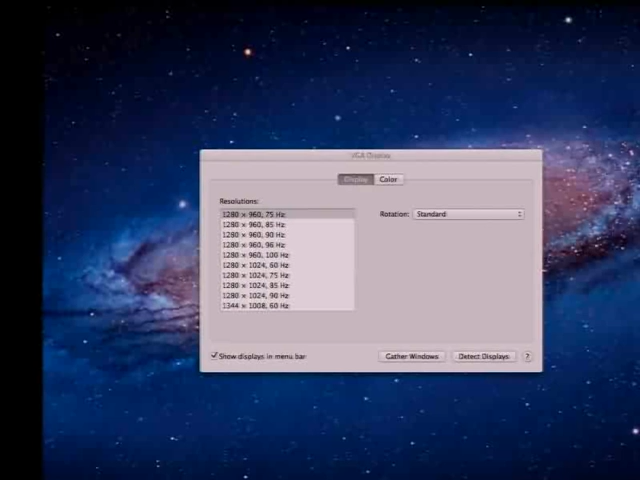 VGA Display
Display Color
Resolutions:
Rotation: Standard
1280 × 960, 75 Hz
1280 × 960, 85 Hz
1280 × 960, 90 Hz
1280 × 960, 96 Hz
1280 × 960, 100 Hz
1280 × 1024, 60 Hz
1280 × 1024, 75 Hz
1280 × 1024, 85 Hz
1280 × 1024, 90 Hz
1344 × 1008, 60 Hz
Show displays in menu bar
Gather Windows Detect Displays ?